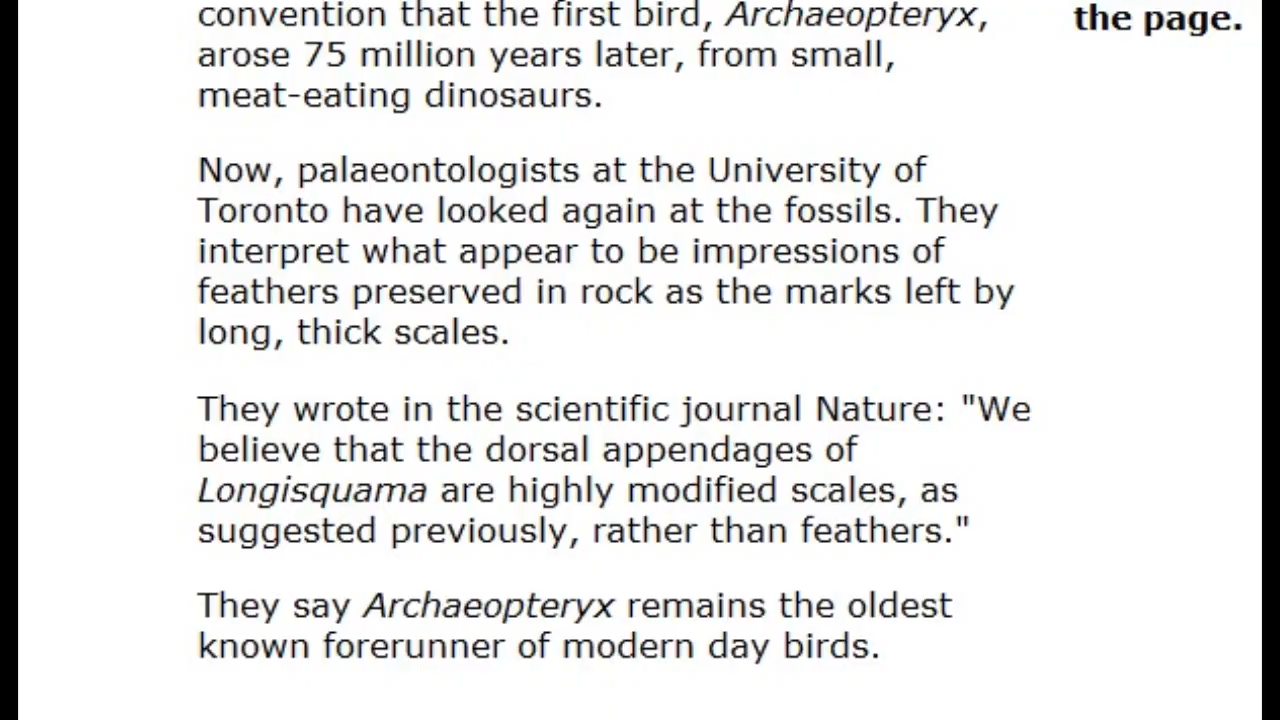 convention that the first bird, Archaeopteryx,
arose 75 million years later, from small,
meat-eating dinosaurs.
the page.
Now, palaeontologists at the University of
Toronto have looked again at the fossils. They
interpret what appear to be impressions of
feathers preserved in rock as the marks left by
long, thick scales.
They wrote in the scientific journal Nature: "We
believe that the dorsal appendages of
Longisquama are highly modified scales, as
suggested previously, rather than feathers."
They say Archaeopteryx remains the oldest
known forerunner of modern day birds.